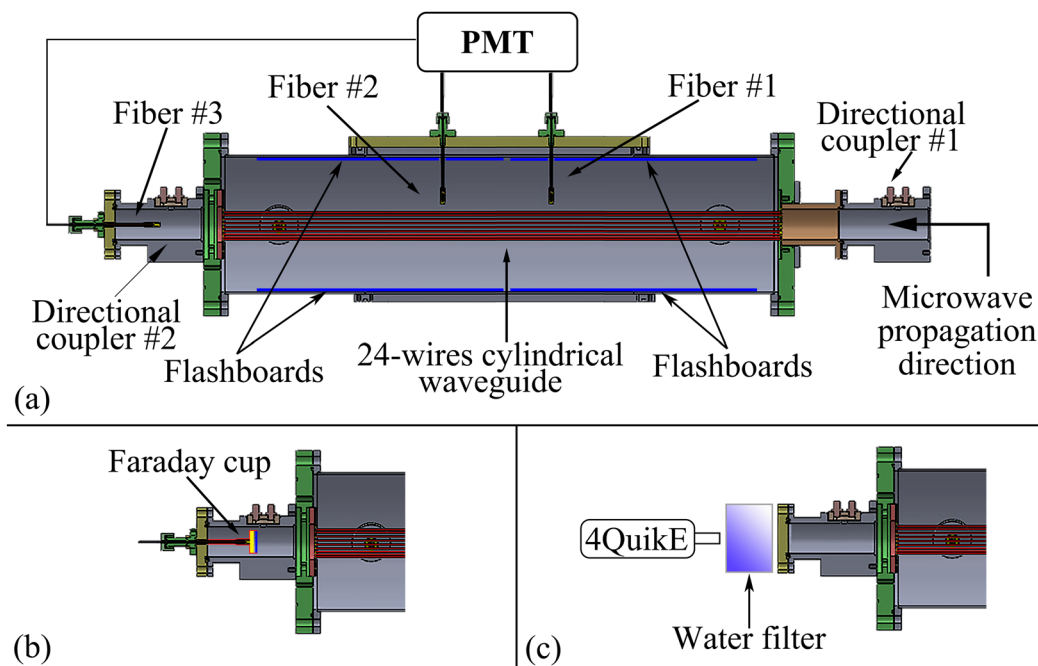 PMT
Fiber #2
Fiber #1
Fiber #3
Directional
coupler #1
Directional
coupler #2
Flashboards
24-wires cylindrical
waveguide
Flashboards
Microwave
propagation
direction
(a)
Faraday cup
(b)
4QuikE
Water filter
(c)